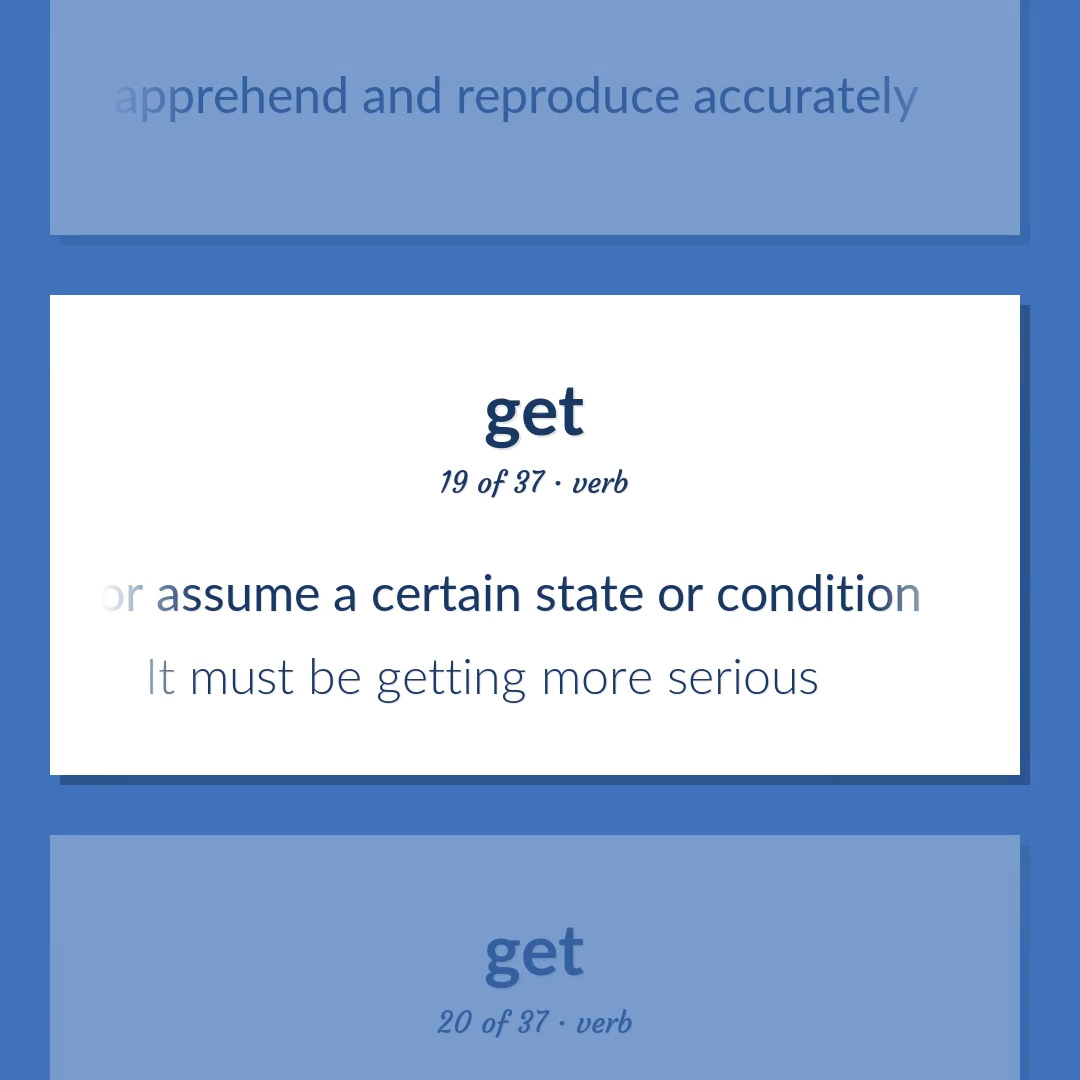 apprehend and reproduce accurately
get
19 of 37 · verb
or assume a certain state or condition
It must be getting more serious
get
20 of 37 · verb